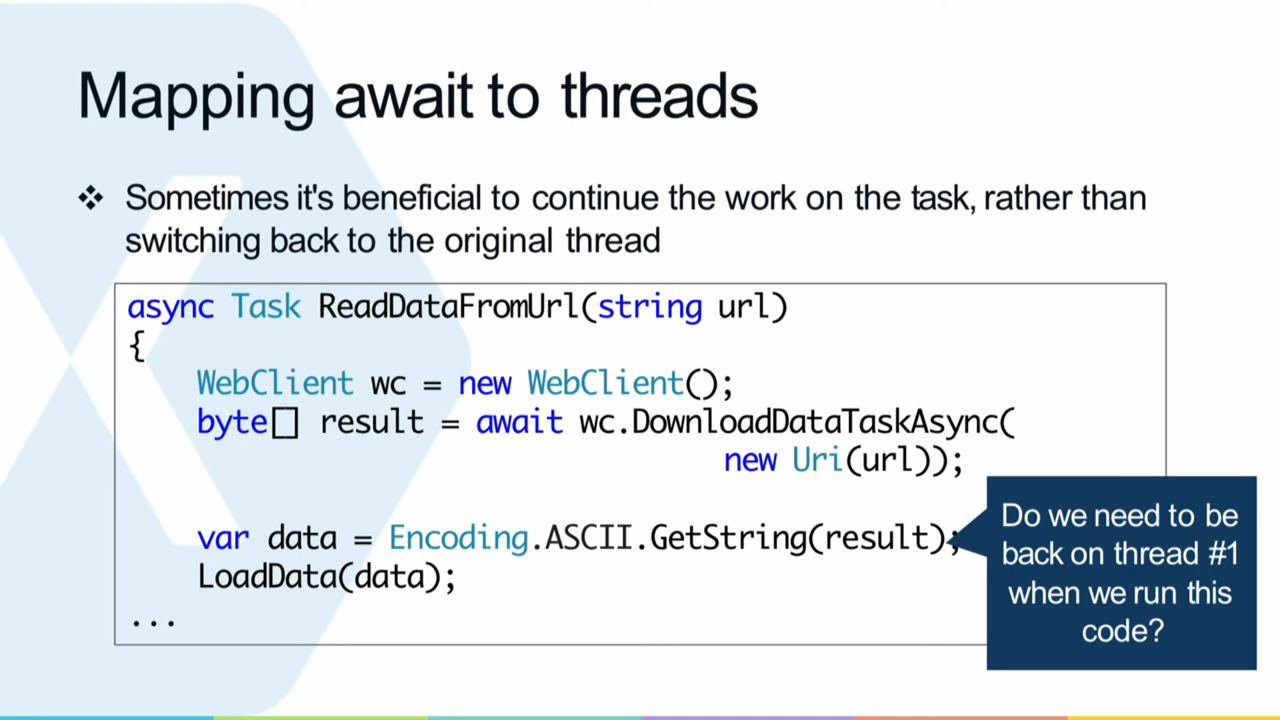 Mapping await to threads
❖ Sometimes it's beneficial to continue the work on the task, rather than
switching back to the original thread
async Task ReadDataFromUrl(string url)
{
WebClient wc = new WebClient();
byte[] result = await wc.DownloadDataTaskAsync(
new Uri(url));
var data = Encoding.ASCII.GetString(result);
LoadData(data);
...
Do we need to be
back on thread #1
when we run this
code?